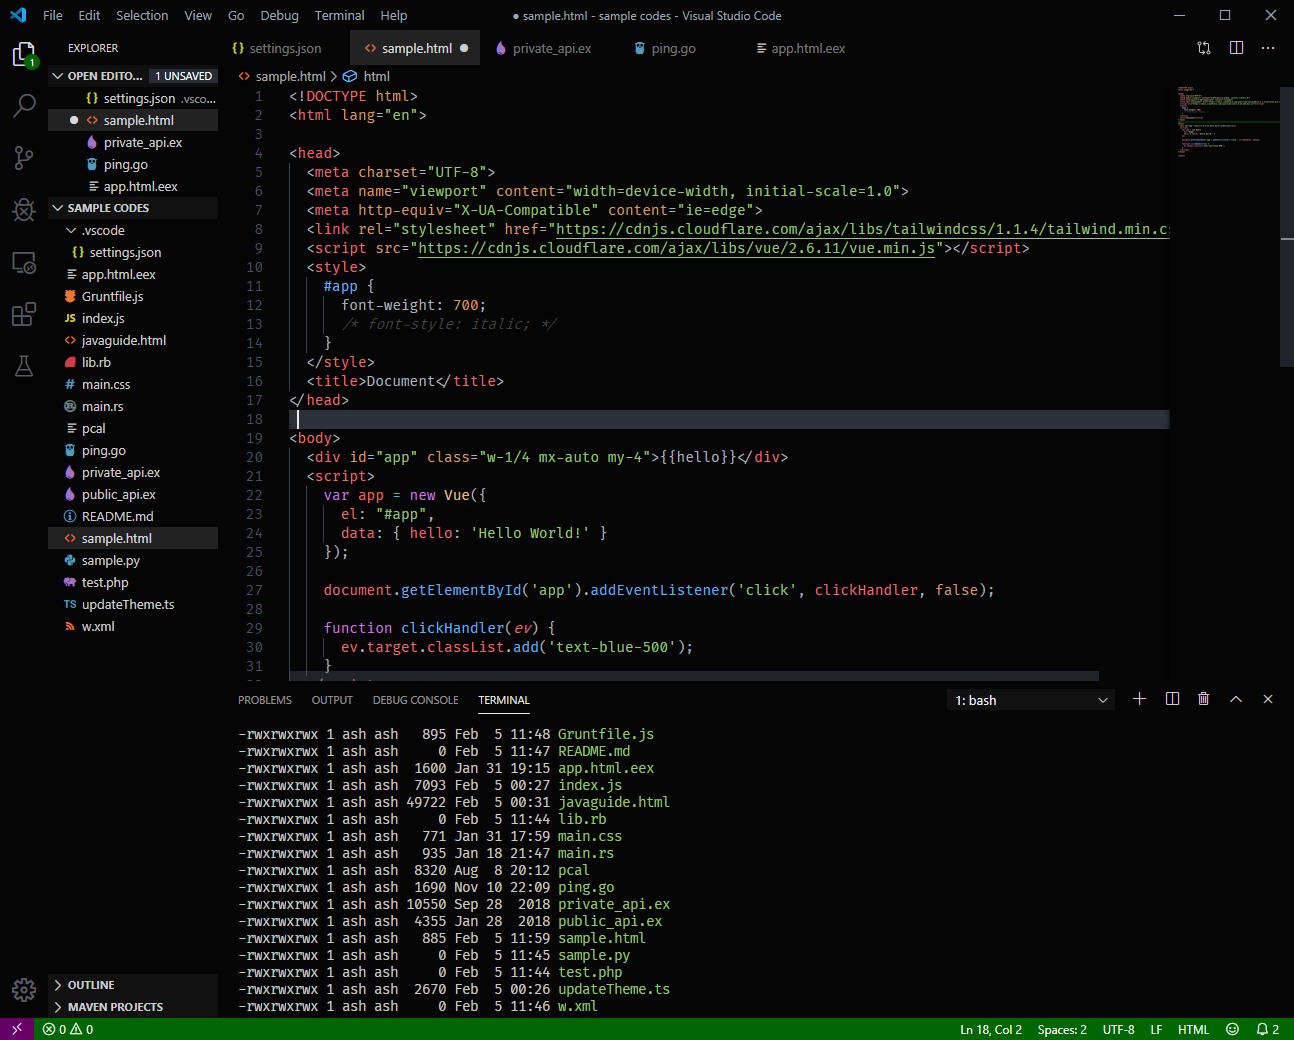 File Edit Selection View Go Debug Terminal Help
● sample.html - sample codes - Visual Studio Code
EXPLORER
settings.json
sample.html
private_api.ex
ping.go
app.html.eex
1
OPEN EDITO... 1 UNSAVED
settings.json .vsco...
sample.html
private_api.ex
ping.go
app.html.eex
SAMPLE CODES
.vscode
settings.json
app.html.eex
Gruntfile.js
index.js
javaguide.html
lib.rb
main.css
main.rs
pcal
ping.go
private_api.ex
public_api.ex
README.md
sample.html
sample.py
test.php
updateTheme.ts
w.xml
OUTLINE
MAVEN PROJECTS
sample.html > html
1 <!DOCTYPE html>
2 <html lang="en">
3
4 <head>
5 <meta charset="UTF-8">
6 <meta name="viewport" content="width=device-width, initial-scale=1.0">
7 <meta http-equiv="X-UA-Compatible" content="ie=edge">
8 <link rel="stylesheet" href="https://cdnjs.cloudflare.com/ajax/libs/tailwindcss/1.1.4/tailwind.min.c
9 <script src="https://cdnjs.cloudflare.com/ajax/libs/vue/2.6.11/vue.min.js"></script>
10 <style>
11 #app {
12 font-weight: 700;
13 /* font-style: italic; */
14 }
15 </style>
16 <title>Document</title>
17 </head>
18
19 <body>
20 <div id="app" class="w-1/4 mx-auto my-4">{{hello}}</div>
21 <script>
22 var app = new Vue({
23 el: "#app",
24 data: { hello: 'Hello World!' }
25 });
26
27 document.getElementById('app').addEventListener('click', clickHandler, false);
28
29 function clickHandler(ev) {
30 ev.target.classList.add('text-blue-500');
31 }
PROBLEMS OUTPUT DEBUG CONSOLE TERMINAL
1: bash
-rwxrwxrwx 1 ash ash 895 Feb 5 11:48 Gruntfile.js
-rwxrwxrwx 1 ash ash 0 Feb 5 11:47 README.md
-rwxrwxrwx 1 ash ash 1600 Jan 31 19:15 app.html.eex
-rwxrwxrwx 1 ash ash 7093 Feb 5 00:27 index.js
-rwxrwxrwx 1 ash ash 49722 Feb 5 00:31 javaguide.html
-rwxrwxrwx 1 ash ash 0 Feb 5 11:44 lib.rb
-rwxrwxrwx 1 ash ash 771 Jan 31 17:59 main.css
-rwxrwxrwx 1 ash ash 935 Jan 18 21:47 main.rs
-rwxrwxrwx 1 ash ash 8320 Aug 8 20:12 pcal
-rwxrwxrwx 1 ash ash 1690 Nov 10 22:09 ping.go
-rwxrwxrwx 1 ash ash 10550 Sep 28 2018 private_api.ex
-rwxrwxrwx 1 ash ash 4355 Jan 28 2018 public_api.ex
-rwxrwxrwx 1 ash ash 885 Feb 5 11:59 sample.html
-rwxrwxrwx 1 ash ash 0 Feb 5 11:45 sample.py
-rwxrwxrwx 1 ash ash 0 Feb 5 11:44 test.php
-rwxrwxrwx 1 ash ash 2670 Feb 5 00:26 updateTheme.ts
-rwxrwxrwx 1 ash ash 0 Feb 5 11:46 w.xml
0 0
Ln 18, Col 2 Spaces: 2 UTF-8 LF HTML 2